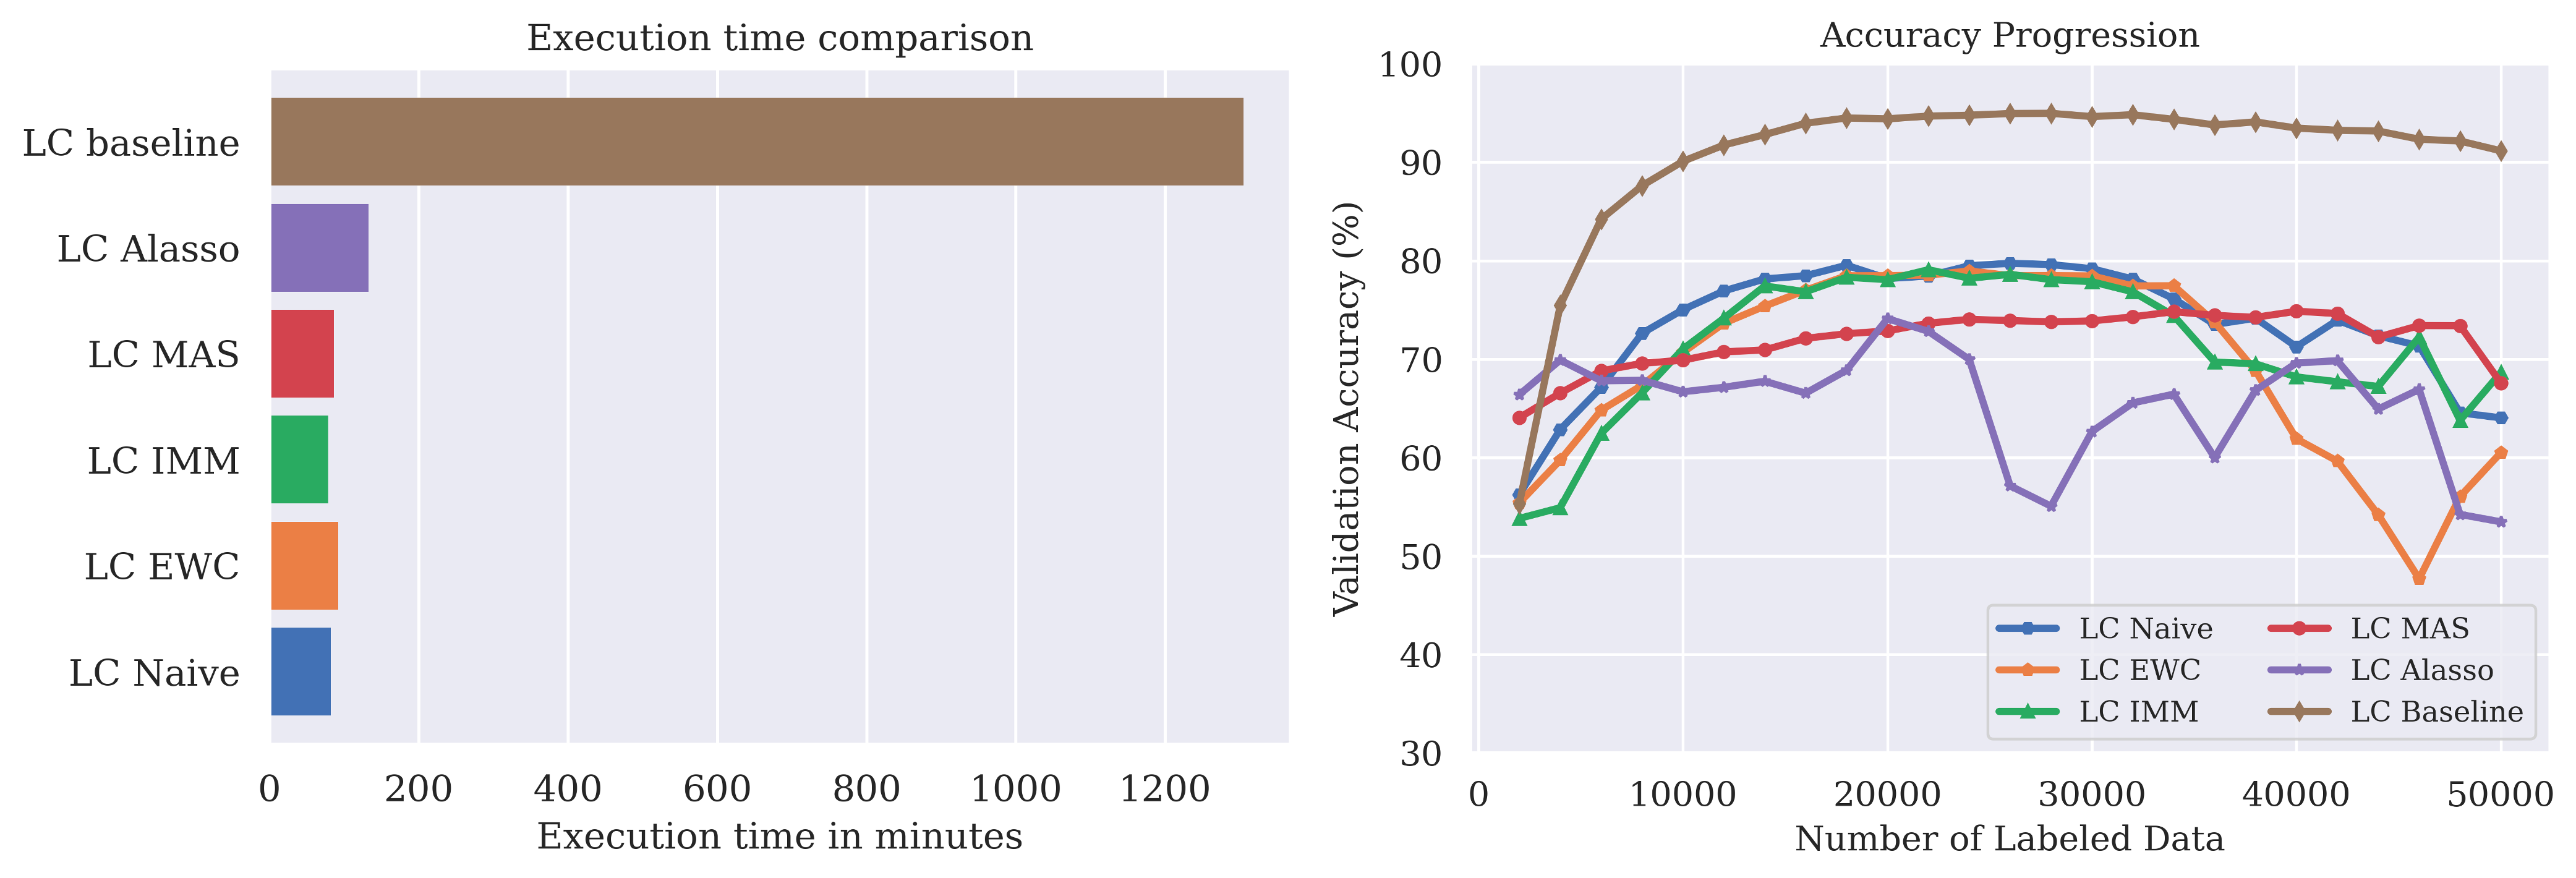 Execution time comparison
LC baseline
LC Alasso
LC MAS
LC IMM
LC EWC
LC Naive
0 200 400 600 800 1000 1200
Execution time in minutes
Accuracy Progression
100
90
80
70
60
50
40
30
Validation Accuracy (%)
LC Naive LC MAS
LC EWC LC Alasso
LC IMM LC Baseline
0 10000 20000 30000 40000 50000
Number of Labeled Data